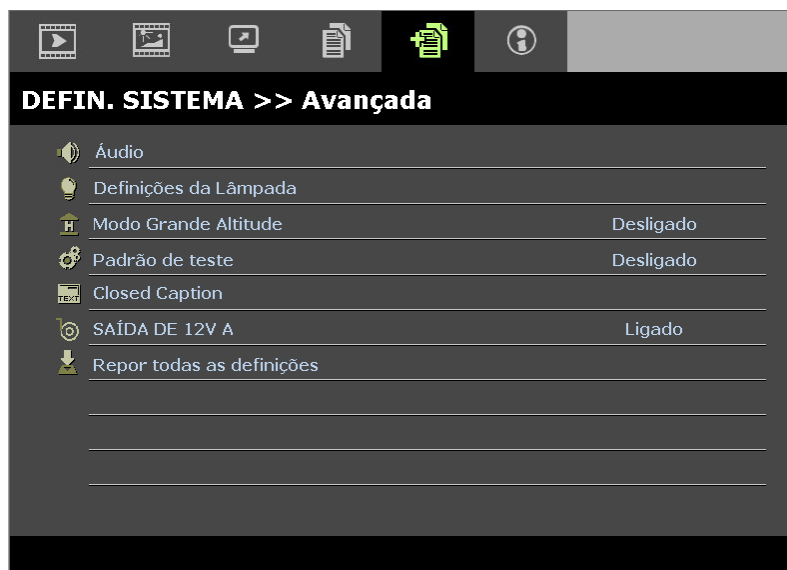 DEFIN. SISTEMA >> Avançada
Áudio
Definições da Lâmpada
H
Modo Grande Altitude Desligado
Padrão de teste Desligado
TEXT
Closed Caption
SAÍDA DE 12V A Ligado
Repor todas as definições